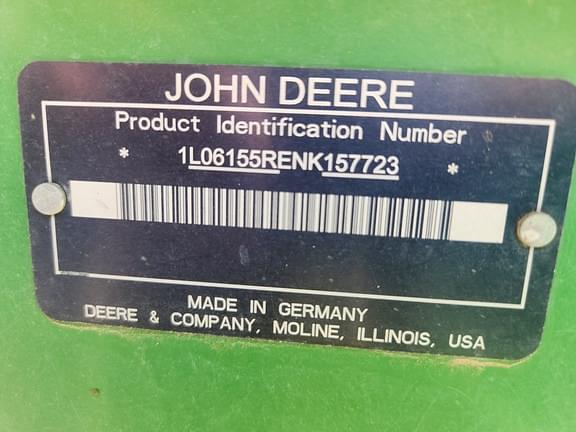 JOHN DEERE
Product Identification Number
* 1L06155RENK157723 *
MADE IN GERMANY
DEERE & COMPANY, MOLINE, ILLINOIS, USA